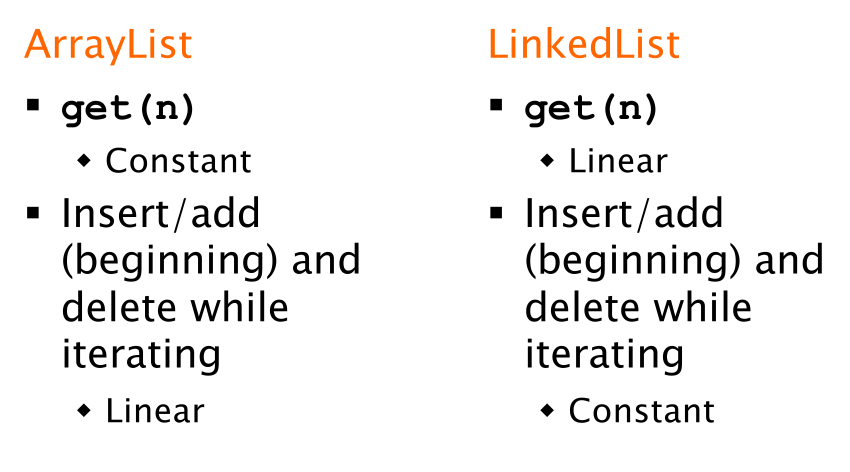 ArrayList
▪ get(n)
◆ Constant
▪ Insert/add
(beginning) and
delete while
iterating
◆ Linear
LinkedList
▪ get(n)
◆ Linear
▪ Insert/add
(beginning) and
delete while
iterating
◆ Constant